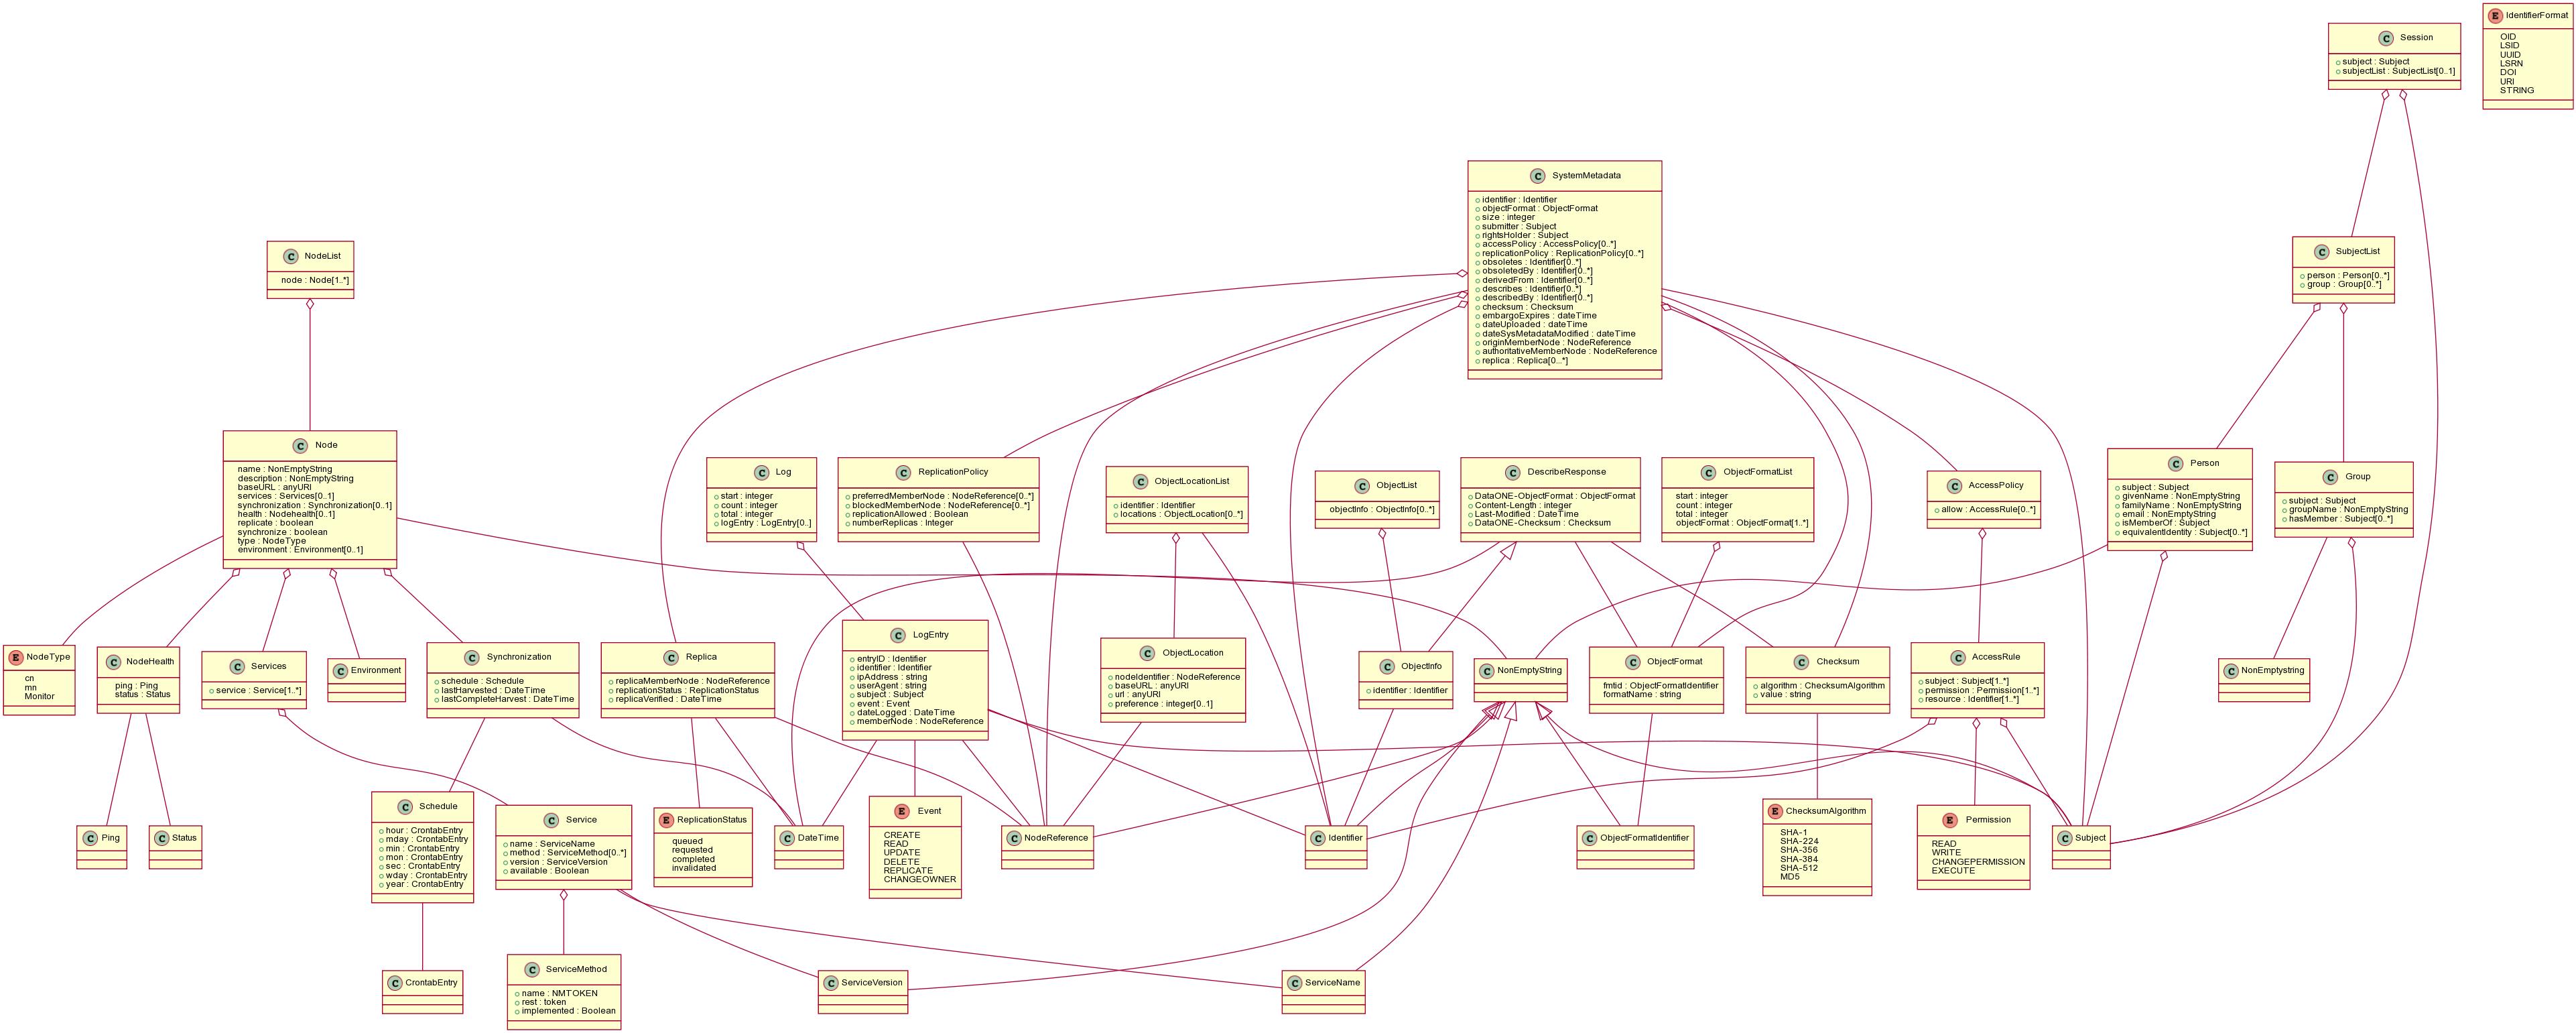 E IdentifierFormat
OID
LSID
UUID
LSRN
DOI
URI
STRING
C Session
subject : Subject
subjectList : SubjectList[0..1]
C SystemMetadata
identifier : Identifier
objectFormat : ObjectFormat
size : integer
submitter : Subject
rightsHolder : Subject
accessPolicy : AccessPolicy[0..*]
replicationPolicy : ReplicationPolicy[0..*]
obsoletes : Identifier[0..*]
obsoletedBy : Identifier[0..*]
derivedFrom : Identifier[0..*]
describes : Identifier[0..*]
describedBy : Identifier[0..*]
checksum : Checksum
embargoExpires : dateTime
dateUploaded : dateTime
dateSysMetadataModified : dateTime
originMemberNode : NodeReference
authoritativeMemberNode : NodeReference
replica : Replica[0...*]
C NodeList
node : Node[1..*]
C SubjectList
person : Person[0..*]
group : Group[0..*]
C Node
name : NonEmptyString
description : NonEmptyString
baseURL : anyURI
services : Services[0..1]
synchronization : Synchronization[0..1]
health : Nodehealth[0..1]
replicate : boolean
synchronize : boolean
type : NodeType
environment : Environment[0..1]
C Log
start : integer
count : integer
total : integer
logEntry : LogEntry[0..]
C ReplicationPolicy
preferredMemberNode : NodeReference[0..*]
blockedMemberNode : NodeReference[0..*]
replicationAllowed : Boolean
numberReplicas : Integer
C ObjectLocationList
identifier : Identifier
locations : ObjectLocation[0..*]
C ObjectList
objectInfo : ObjectInfo[0..*]
C DescribeResponse
DataONE-ObjectFormat : ObjectFormat
Content-Length : integer
Last-Modified : DateTime
DataONE-Checksum : Checksum
C ObjectFormatList
start : integer
count : integer
total : integer
objectFormat : ObjectFormat[1..*]
C AccessPolicy
allow : AccessRule[0..*]
C Person
subject : Subject
givenName : NonEmptyString
familyName : NonEmptyString
email : NonEmptyString
isMemberOf : Subject
equivalentIdentity : Subject[0..*]
C Group
subject : Subject
groupName : NonEmptyString
hasMember : Subject[0..*]
E NodeType
cn
mn
Monitor
C NodeHealth
ping : Ping
status : Status
C Services
service : Service[1..*]
C Environment
C Synchronization
schedule : Schedule
lastHarvested : DateTime
lastCompleteHarvest : DateTime
C Replica
replicaMemberNode : NodeReference
replicationStatus : ReplicationStatus
replicaVerified : DateTime
C LogEntry
entryID : Identifier
identifier : Identifier
ipAddress : string
userAgent : string
subject : Subject
event : Event
dateLogged : DateTime
memberNode : NodeReference
C ObjectLocation
nodeIdentifier : NodeReference
baseURL : anyURI
url : anyURI
preference : integer[0..1]
C ObjectInfo
identifier : Identifier
C NonEmptyString
C ObjectFormat
fmtid : ObjectFormatIdentifier
formatName : string
C Checksum
algorithm : ChecksumAlgorithm
value : string
C AccessRule
subject : Subject[1..*]
permission : Permission[1..*]
resource : Identifier[1..*]
C NonEmptystring
C Ping
C Status
C Schedule
hour : CrontabEntry
mday : CrontabEntry
min : CrontabEntry
mon : CrontabEntry
sec : CrontabEntry
wday : CrontabEntry
year : CrontabEntry
C Service
name : ServiceName
method : ServiceMethod[0..*]
version : ServiceVersion
available : Boolean
E ReplicationStatus
queued
requested
completed
invalidated
C DateTime
E Event
CREATE
READ
UPDATE
DELETE
REPLICATE
CHANGEOWNER
C NodeReference
C Identifier
C ObjectFormatIdentifier
E ChecksumAlgorithm
SHA-1
SHA-224
SHA-356
SHA-384
SHA-512
MD5
E Permission
READ
WRITE
CHANGEPERMISSION
EXECUTE
C Subject
C CrontabEntry
C ServiceMethod
name : NMTOKEN
rest : token
implemented : Boolean
C ServiceVersion
C ServiceName